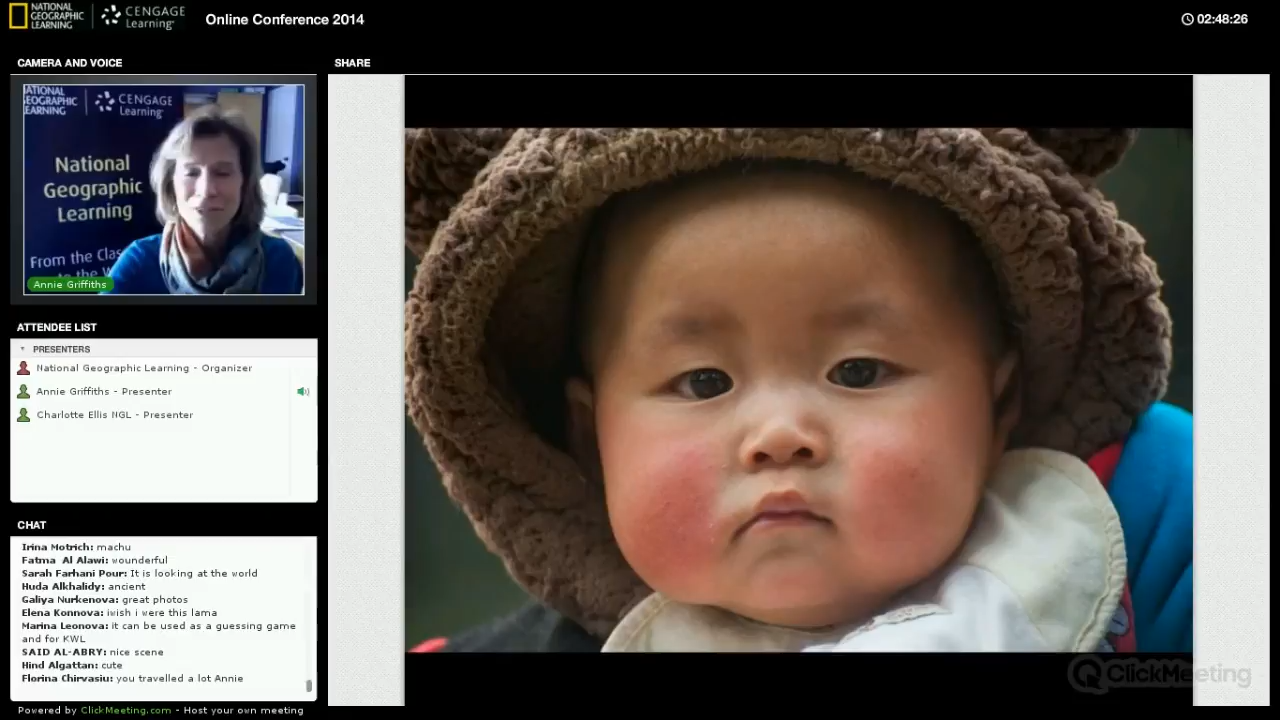 NATIONAL
GEOGRAPHIC
LEARNING
CENGAGE
Learning®
Online Conference 2014
02:48:26
CAMERA AND VOICE
SHARE
ATIONAL
EOGRAPHIC
EARNING
CENGAGE
Learning
National
Geographic
Learning
From the Clas
to the W
Annie Griffiths
ATTENDEE LIST
PRESENTERS
National Geographic Learning - Organizer
Annie Griffiths - Presenter
Charlotte Ellis NGL - Presenter
CHAT
Irina Motrich: machu
Fatma Al Alawi: wounderful
Sarah Farhani Pour: It is looking at the world
Huda Alkhalidy: ancient
Galiya Nurkenova: great photos
Elena Konnova: iwish i were this lama
Marina Leonova: it can be used as a guessing game
and for KWL
SAID AL-ABRY: nice scene
Hind Algattan: cute
Florina Chirvasiu: you travelled a lot Annie
ClickMeeting
Powered by ClickMeeting.com - Host your own meeting